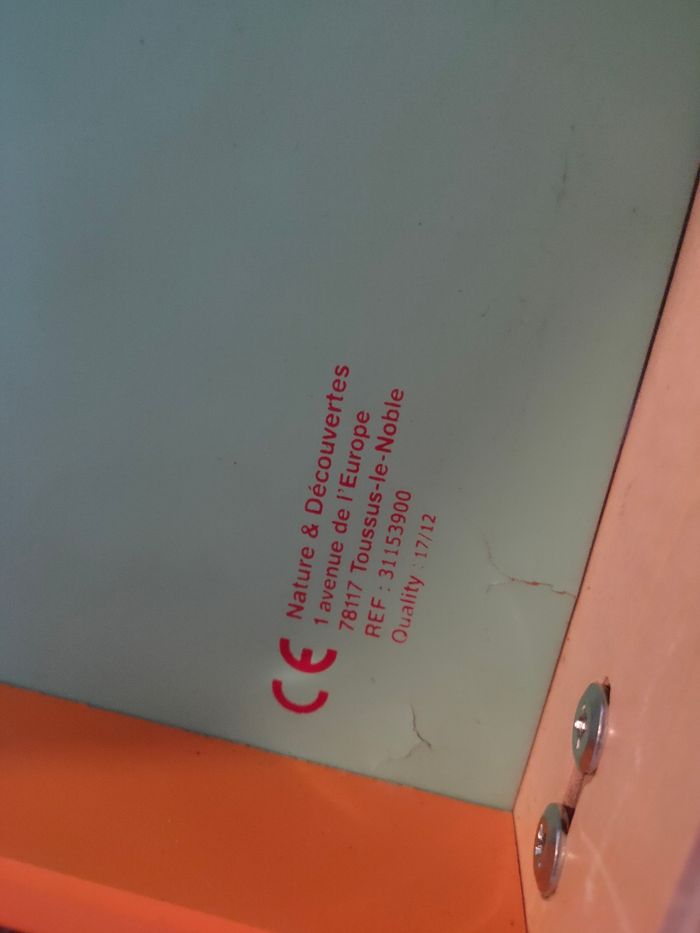 CE
Nature & Découvertes
1 avenue de l'Europe
78117 Toussus-le-Noble
REF : 31153900
Quality : 17/12